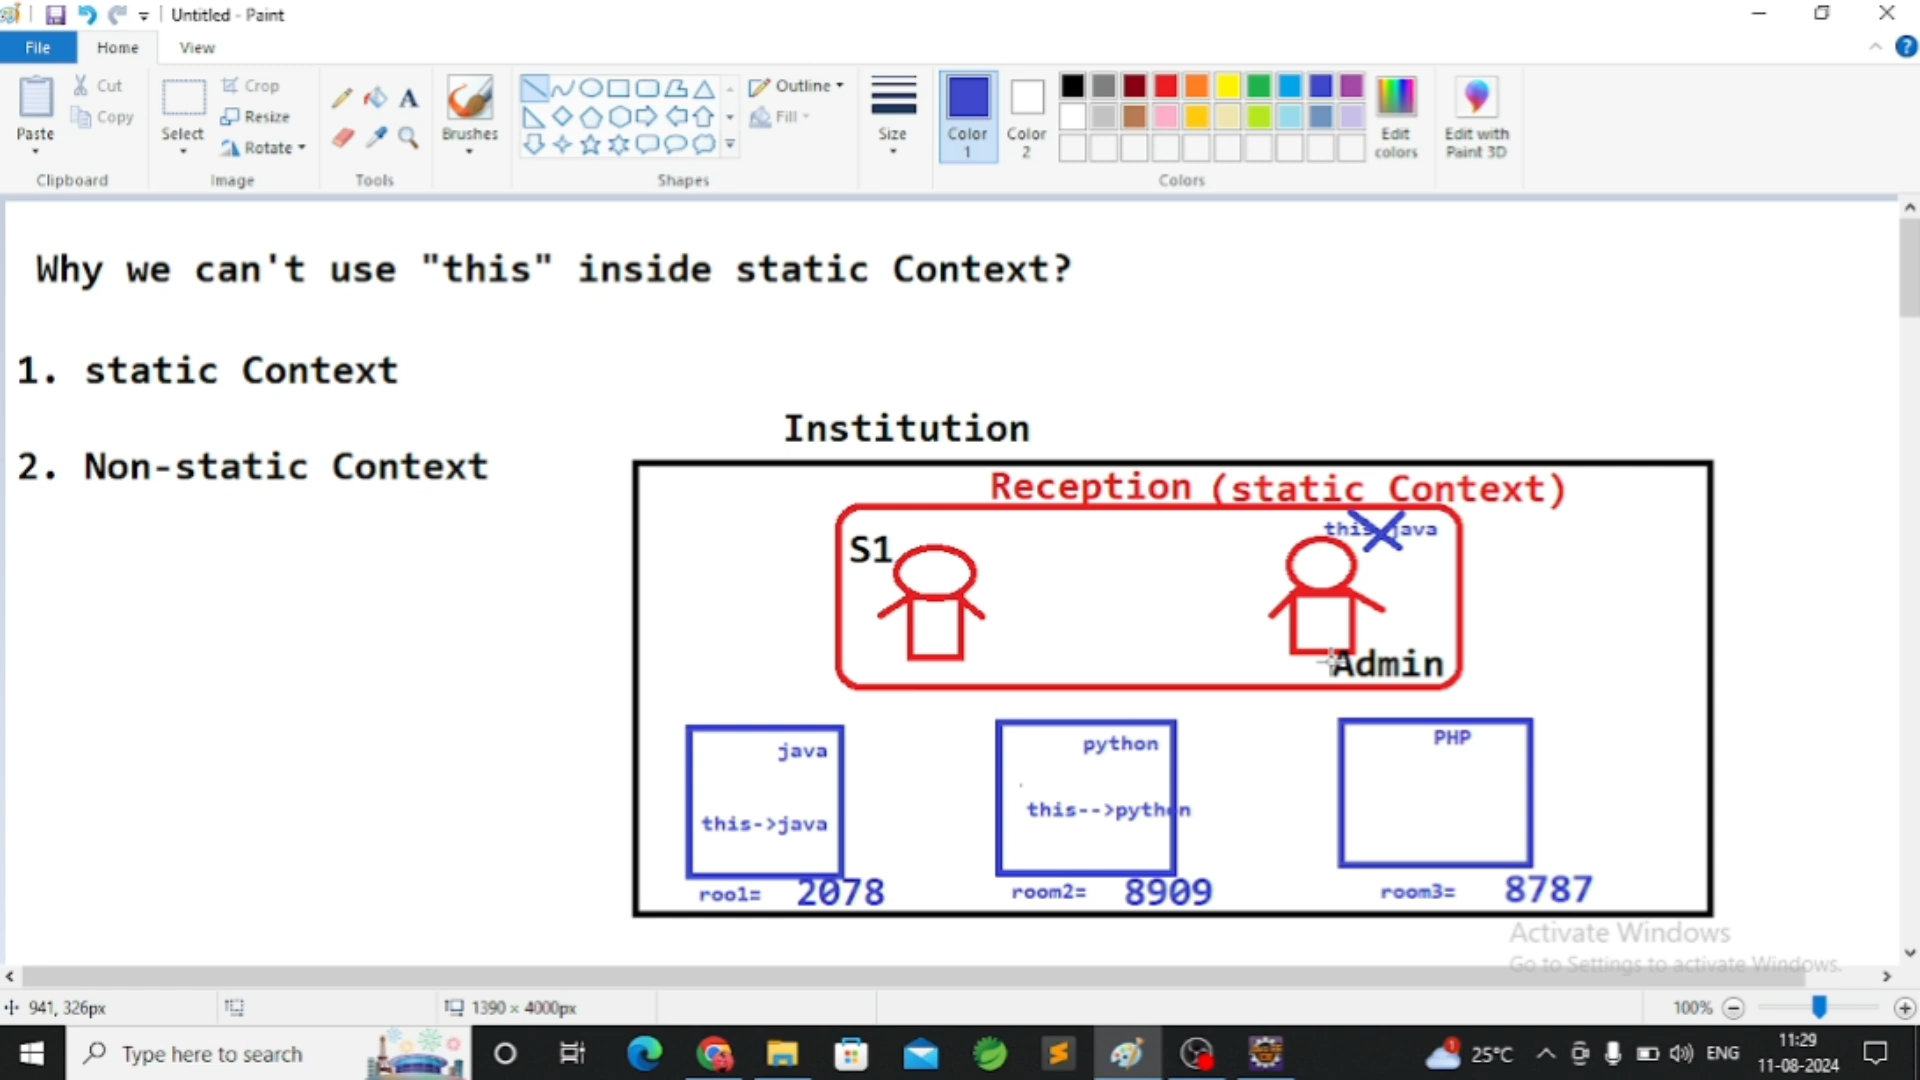 Untitled - Paint
File
Home
View
Paste
Cut
Copy
Clipboard
Select
Crop
Resize
Rotate
Image
Tools
Brushes
Shapes
Outline
Fill
Size
Color 1
Color 2
Colors
Edit colors
Edit with Paint 3D
Why we can't use "this" inside static Context?
1. static Context
2. Non-static Context
Institution
Reception (static Context)
S1
this java
Admin
java
this->java
roo1= 2078
python
this-->python
room2= 8909
PHP
room3= 8787
Activate Windows
Go to Settings to activate Windows.
941, 326px
1390 × 4000px
100%
Type here to search
25°C
ENG
11:29
11-08-2024